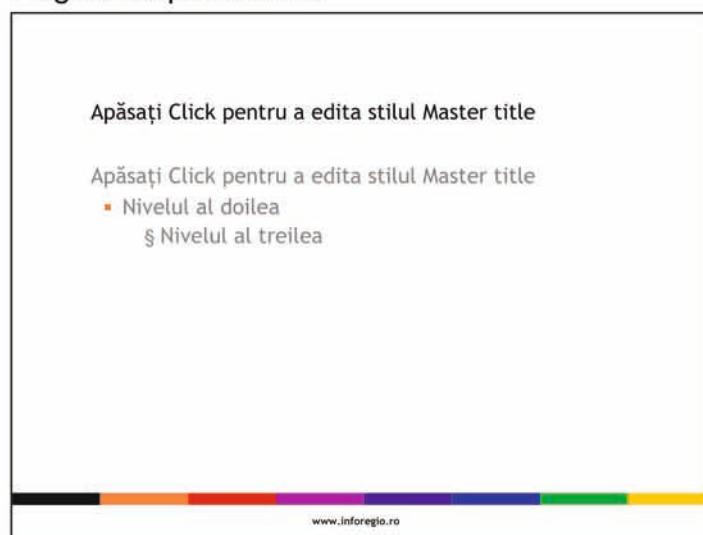 Apăsați Click pentru a edita stilul Master title
Apăsați Click pentru a edita stilul Master title
▪ Nivelul al doilea
§ Nivelul al treilea
www.inforegio.ro